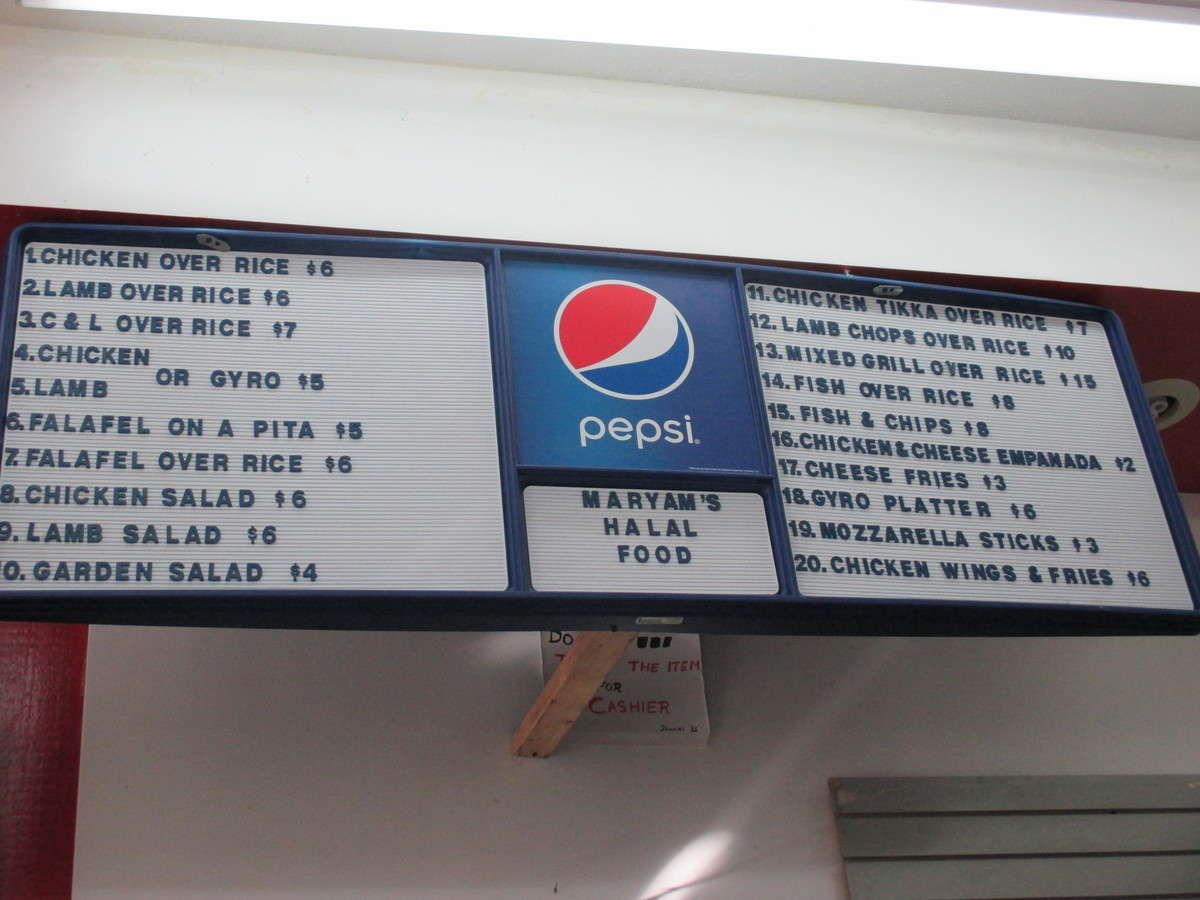 1.CHICKEN OVER RICE $6
2.LAMB OVER RICE $6
3.C & L OVER RICE $7
4.CHICKEN
OR GYRO $5
5.LAMB
6.FALAFEL ON A PITA $5
7.FALAFEL OVER RICE $6
8.CHICKEN SALAD $6
9.LAMB SALAD $6
0.GARDEN SALAD $4
pepsi
MARYAM'S
HALAL
FOOD
11.CHICKEN TIKKA OVER RICE $7
12.LAMB CHOPS OVER RICE $10
13.MIXED GRILL OVER RICE $15
14.FISH OVER RICE $8
15.FISH & CHIPS $8
16.CHICKEN&CHEESE EMPANADA $2
17.CHEESE FRIES $3
18.GYRO PLATTER $6
19.MOZZARELLA STICKS $3
20.CHICKEN WINGS & FRIES $6
DO
THE ITEM
FOR
CASHIER